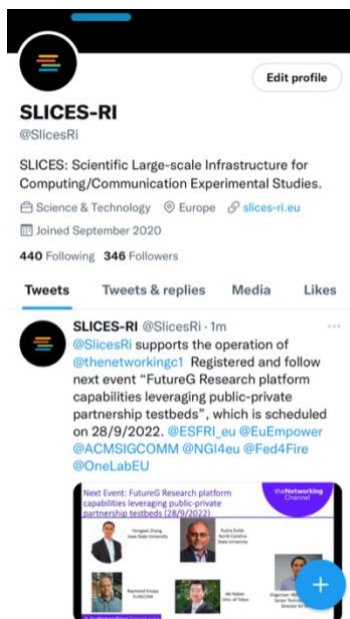 Edit profile
SLICES-RI
@SlicesRi
SLICES: Scientific Large-scale Infrastructure for
Computing/Communication Experimental Studies.
Science & Technology Europe slices-ri.eu
Joined September 2020
440 Following 346 Followers
Tweets Tweets & replies Media Likes
SLICES-RI @SlicesRi · 1m
@SlicesRi supports the operation of
@thenetworkingc1 Registered and follow
next event "FutureG Research platform
capabilities leveraging public-private
partnership testbeds", which is scheduled
on 28/9/2022. @ESFRI_eu @EuEmpower
@ACMSIGCOMM @NGI4eu @Fed4Fire
@OneLabEU
Next Event: FutureG Research platform
capabilities leveraging public-private
partnership testbeds (28/9/2022)
theNetworking
Channel
Hongwei Zhang
Iowa State University
Rudra Dutta
North Carolina
State University
Raymond Knopp
EURECOM
Aki Nakao
Univ. of Tokyo